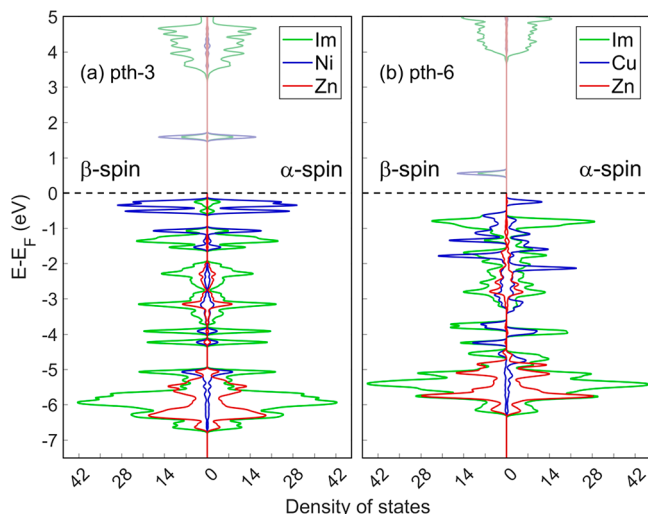 5
4
3
2
1
0
-1
-2
-3
-4
-5
-6
-7
E-E_F (eV)
(a) pth-3
Im
Ni
Zn
β-spin
α-spin
42
28
14
0
14
28
42
(b) pth-6
Im
Cu
Zn
β-spin
α-spin
42
28
14
0
14
28
42
Density of states